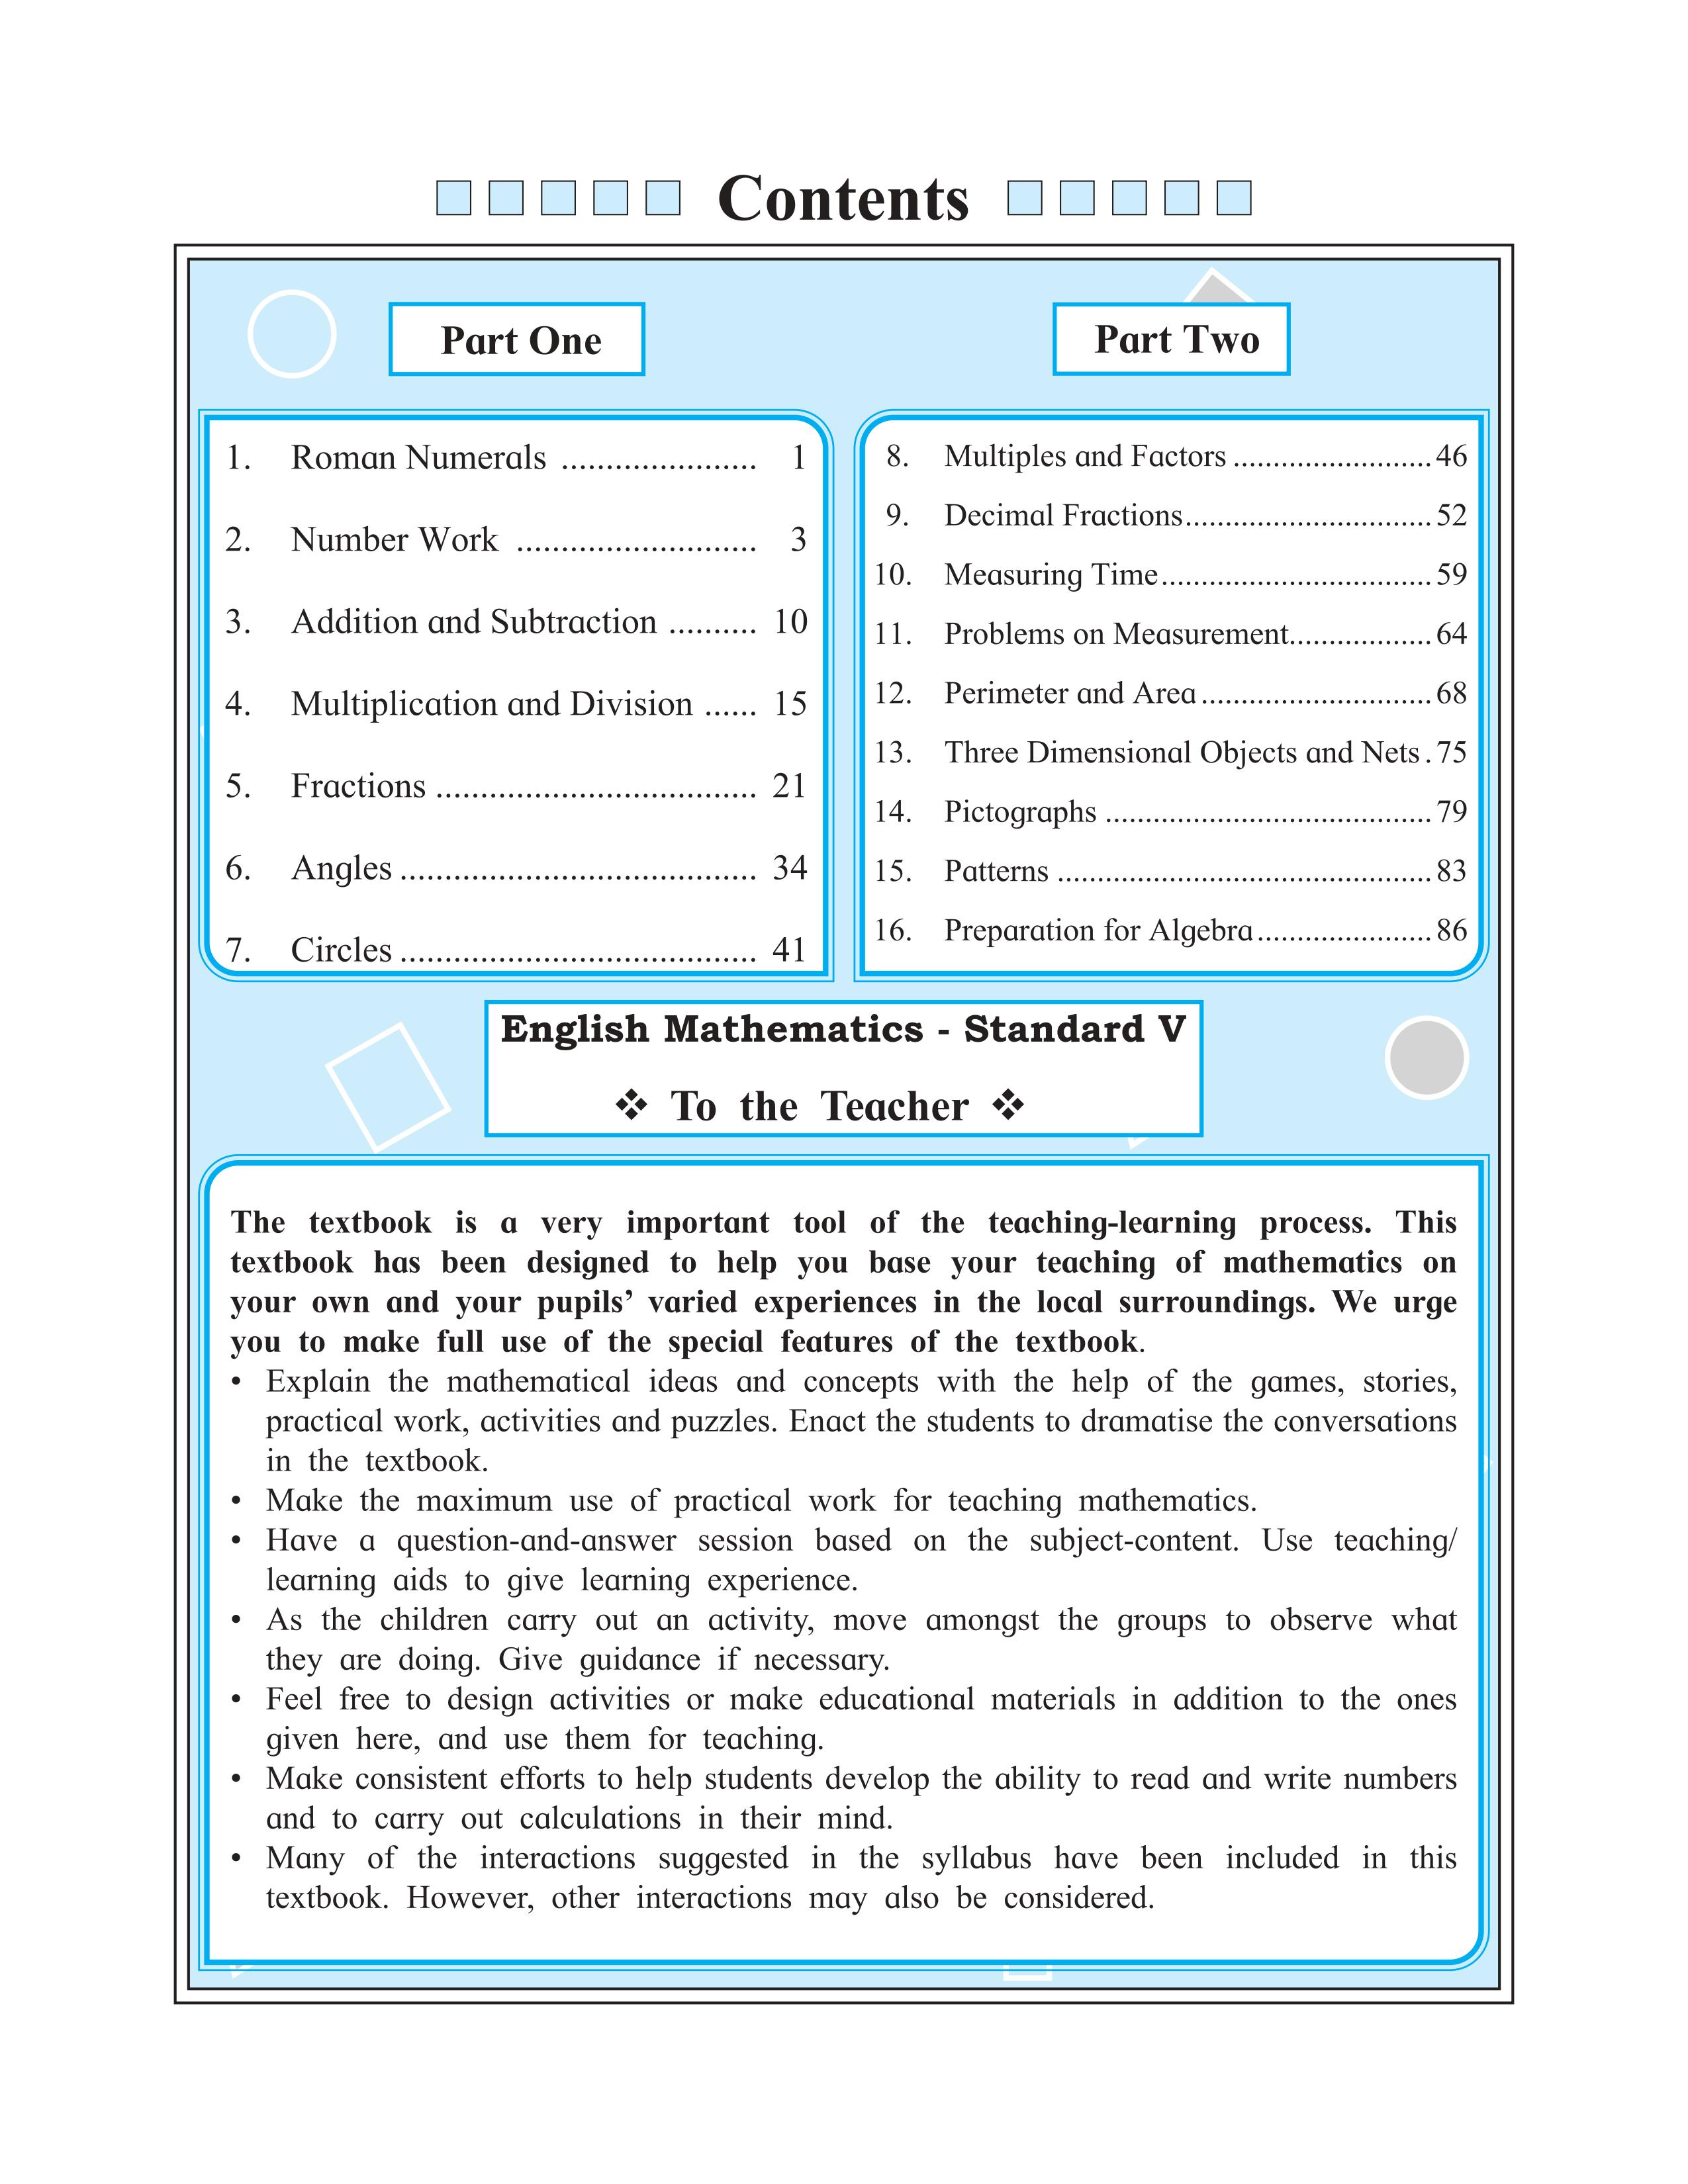 Contents
Part One
1. Roman Numerals ...................... 1
2. Number Work ........................... 3
3. Addition and Subtraction .......... 10
4. Multiplication and Division ...... 15
5. Fractions .................................... 21
6. Angles ........................................ 34
7. Circles ........................................ 41
Part Two
8. Multiples and Factors ......................... 46
9. Decimal Fractions............................... 52
10. Measuring Time.................................. 59
11. Problems on Measurement.................. 64
12. Perimeter and Area ............................. 68
13. Three Dimensional Objects and Nets . 75
14. Pictographs ......................................... 79
15. Patterns ............................................... 83
16. Preparation for Algebra...................... 86
English Mathematics - Standard V
❖ To the Teacher ❖
The textbook is a very important tool of the teaching-learning process. This
textbook has been designed to help you base your teaching of mathematics on
your own and your pupils’ varied experiences in the local surroundings. We urge
you to make full use of the special features of the textbook.
• Explain the mathematical ideas and concepts with the help of the games, stories,
practical work, activities and puzzles. Enact the students to dramatise the conversations
in the textbook.
• Make the maximum use of practical work for teaching mathematics.
• Have a question-and-answer session based on the subject-content. Use teaching/
learning aids to give learning experience.
• As the children carry out an activity, move amongst the groups to observe what
they are doing. Give guidance if necessary.
• Feel free to design activities or make educational materials in addition to the ones
given here, and use them for teaching.
• Make consistent efforts to help students develop the ability to read and write numbers
and to carry out calculations in their mind.
• Many of the interactions suggested in the syllabus have been included in this
textbook. However, other interactions may also be considered.